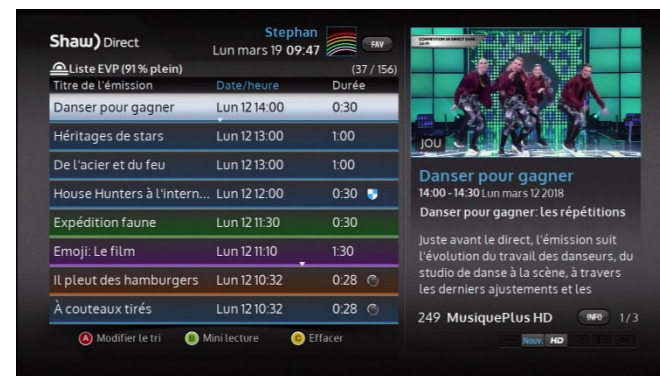 Shaw) Direct
Stephan
Lun mars 19 09:47
FAV
Liste EVP (91 % plein)
(37 / 156)
Titre de l'émission Date/heure Durée
Danser pour gagner Lun 12 14:00 0:30
Héritages de stars Lun 12 13:00 1:00
De l'acier et du feu Lun 12 13:00 1:00
House Hunters à l'intern... Lun 12 12:00 0:30
Expédition faune Lun 12 11:30 0:30
Emoji: Le film Lun 12 11:10 1:30
Il pleut des hamburgers Lun 12 10:32 0:28
À couteaux tirés Lun 12 10:32 0:28
A Modifier le tri B Mini lecture C Effacer
JOU
Danser pour gagner
14:00 - 14:30 Lun mars 12 2018
Danser pour gagner: les répétitions
Juste avant le direct, l'émission suit
l'évolution du travail des danseurs, du
studio de danse à la scène, à travers
les derniers ajustements et les
249 MusiquePlus HD INFO 1/3
Nouv. HD